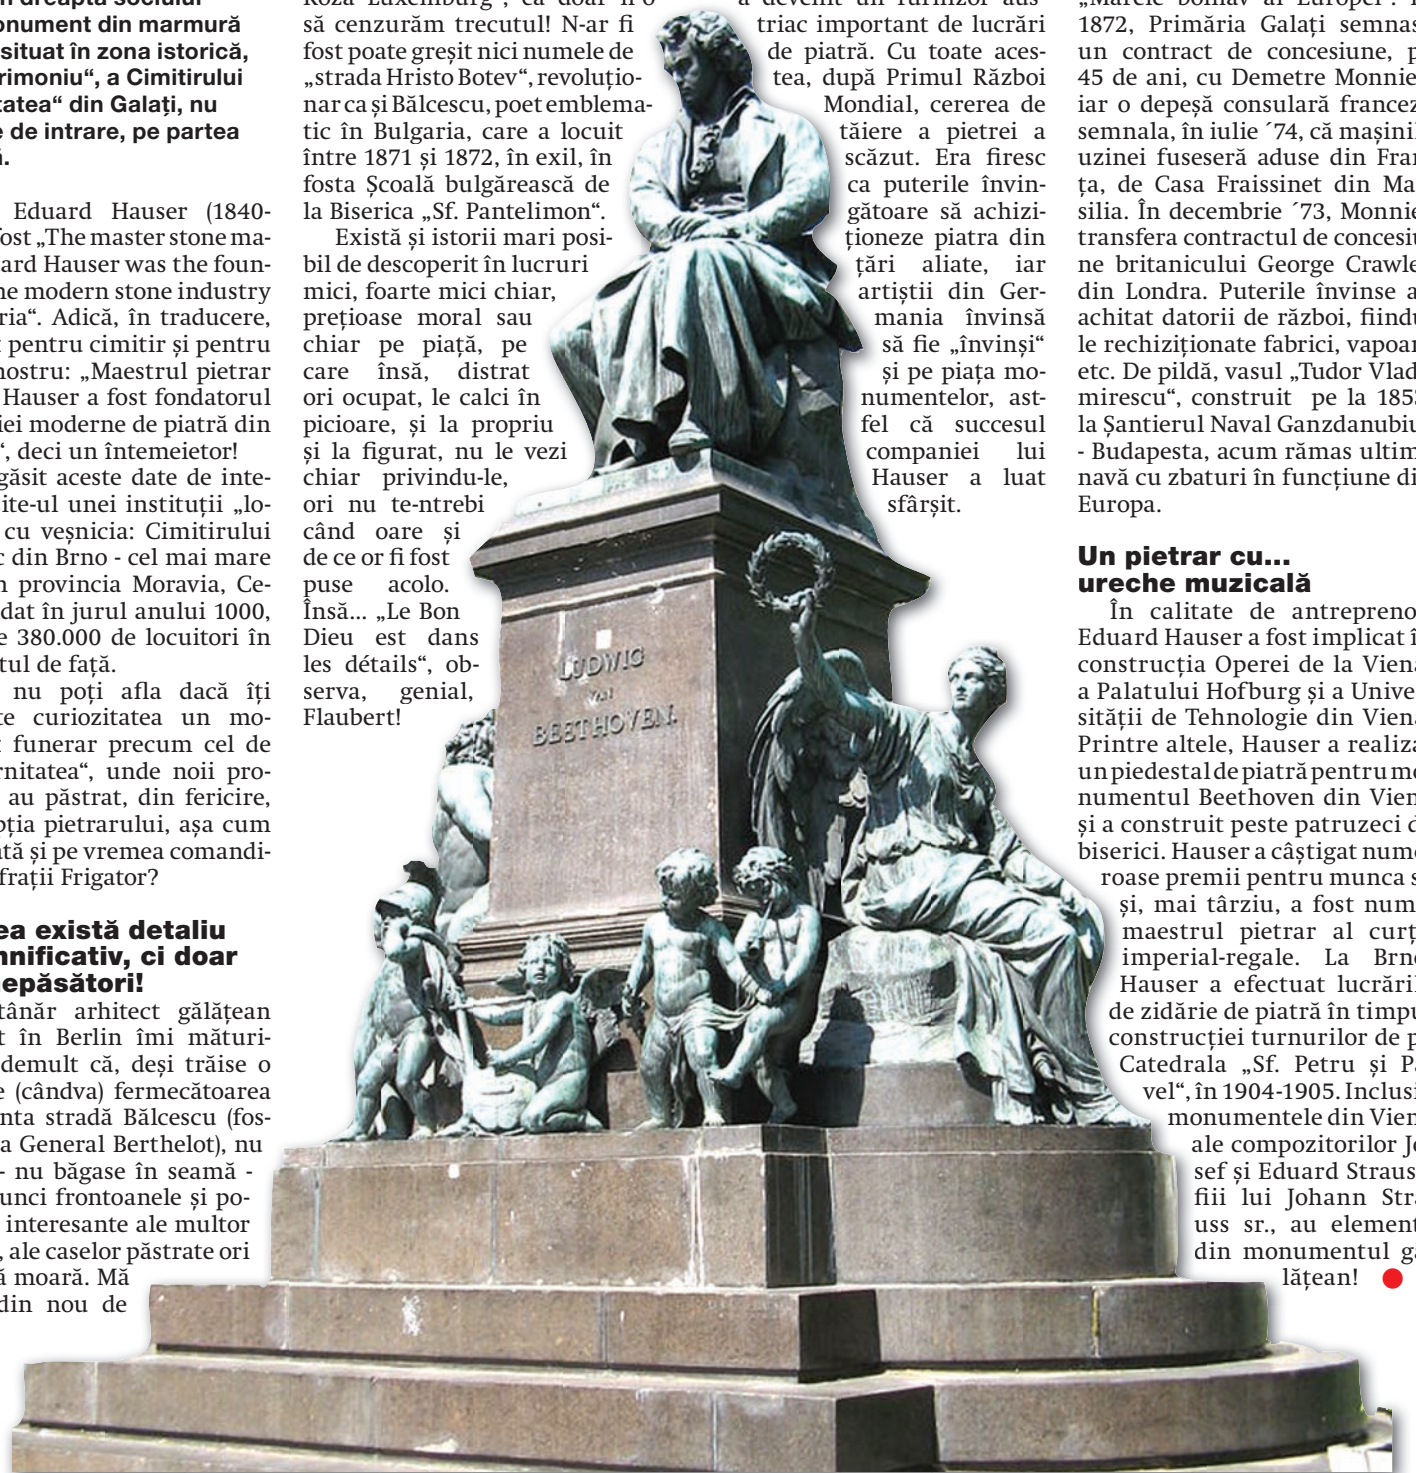 n dreapta soclului
onument din marmură
situat în zona istorică,
rimoniu“, a Cimitirului
tatea“ din Galați, nu
e de intrare, pe partea
ă.
Eduard Hauser (1840-
fost „The master stone ma-
ard Hauser was the foun-
he modern stone industry
ria“. Adică, în traducere,
t pentru cimitir și pentru
nostru: „Maestrul pietrar
Hauser a fost fondatorul
iei moderne de piatră din
“, deci un întemeietor!
găsit aceste date de inte-
ite-ul unei instituții „lo-
cu veșnicia: Cimitirului
c din Brno - cel mai mare
n provincia Moravia, Ce-
dat în jurul anului 1000,
e 380.000 de locuitori în
tul de față.
nu poți afla dacă îți
te curiozitatea un mo-
t funerar precum cel de
rnitatea“, unde noii pro-
au păstrat, din fericire,
pția pietrarului, așa cum
ată și pe vremea comandi-
frații Frigator?
ea există detaliu
nnificativ, ci doar
nepăsători!
tânăr arhitect gălățean
t în Berlin îmi mărturi-
demult că, deși trăise o
e (cândva) fermecătoarea
nta stradă Bălcescu (fos-
a General Berthelot), nu
- nu băgase în seamă -
unci frontoanele și po-
interesante ale multor
, ale caselor păstrate ori
ă moară. Mă
din nou de
Roza Luxemburg“, că doar n-o
să cenzurăm trecutul! N-ar fi
fost poate greșit nici numele de
„strada Hristo Botev“, revoluțio-
nar ca și Bălcescu, poet emblema-
tic în Bulgaria, care a locuit
între 1871 și 1872, în exil, în
fosta Școală bulgărească de
la Biserica „Sf. Pantelimon“.
Există și istorii mari posi-
bil de descoperit în lucruri
mici, foarte mici chiar,
prețioase moral sau
chiar pe piață, pe
care însă, distrat
ori ocupat, le calci în
picioare, și la propriu
și la figurat, nu le vezi
chiar privindu-le,
ori nu te-ntrebi
când oare și
de ce or fi fost
puse acolo.
Însă... „Le Bon
Dieu est dans
les détails“, ob-
serva, genial,
Flaubert!
a devenit un furnizor aus-
triac important de lucrări
de piatră. Cu toate aces-
tea, după Primul Război
Mondial, cererea de
tăiere a pietrei a
scăzut. Era firesc
ca puterile învin-
gătoare să achizi-
ționeze piatra din
țări aliate, iar
artiștii din Ger-
mania învinsă
să fie „învinși“
și pe piața mo-
numentelor, ast-
fel că succesul
companiei lui
Hauser a luat
sfârșit.
LUDWIG
VAN
BEETHOVEN.
„Marele bolnav al Europei“.
1872, Primăria Galați semnas
un contract de concesiune, p
45 de ani, cu Demetre Monnie
iar o depeșă consulară francez
semnala, în iulie ´74, că mașini
uzinei fuseseră aduse din Fran
ța, de Casa Fraissinet din Ma
silia. În decembrie ´73, Monnie
transfera contractul de concesiu
ne britanicului George Crawle
din Londra. Puterile învinse a
achitat datorii de război, fiindu
le rechiziționate fabrici, vapoar
etc. De pildă, vasul „Tudor Vlad
mirescu“, construit pe la 185
la Șantierul Naval Ganzdanubiu
- Budapesta, acum rămas ultim
navă cu zbaturi în funcțiune di
Europa.
Un pietrar cu...
ureche muzicală
În calitate de antrepreno
Eduard Hauser a fost implicat î
construcția Operei de la Viena
a Palatului Hofburg și a Univer
sității de Tehnologie din Viena
Printre altele, Hauser a realiza
un piedestal de piatră pentru mo
numentul Beethoven din Vien
și a construit peste patruzeci d
biserici. Hauser a câștigat nume
roase premii pentru munca s
și, mai târziu, a fost num
maestrul pietrar al curț
imperial-regale. La Brno
Hauser a efectuat lucrăril
de zidărie de piatră în timpu
construcției turnurilor de p
Catedrala „Sf. Petru și Pa
vel“, în 1904-1905. Inclusi
monumentele din Vien
ale compozitorilor Jo
sef și Eduard Straus
fiii lui Johann Stra
uss sr., au element
din monumentul gă
lățean!